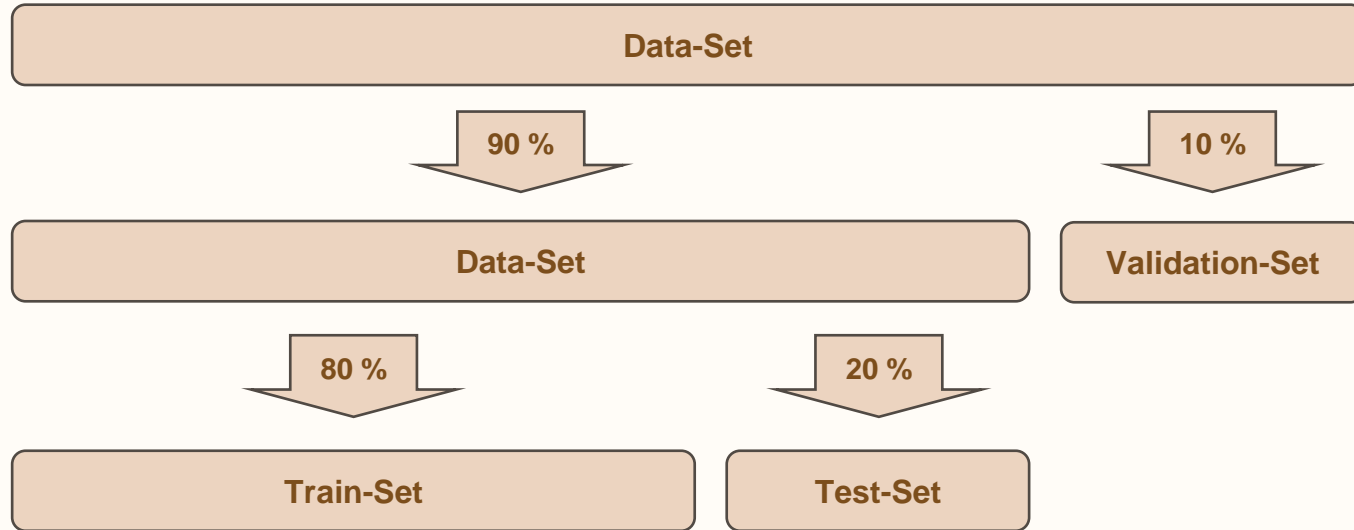 Data-Set
90 %
10 %
Data-Set
Validation-Set
80 %
20 %
Train-Set
Test-Set